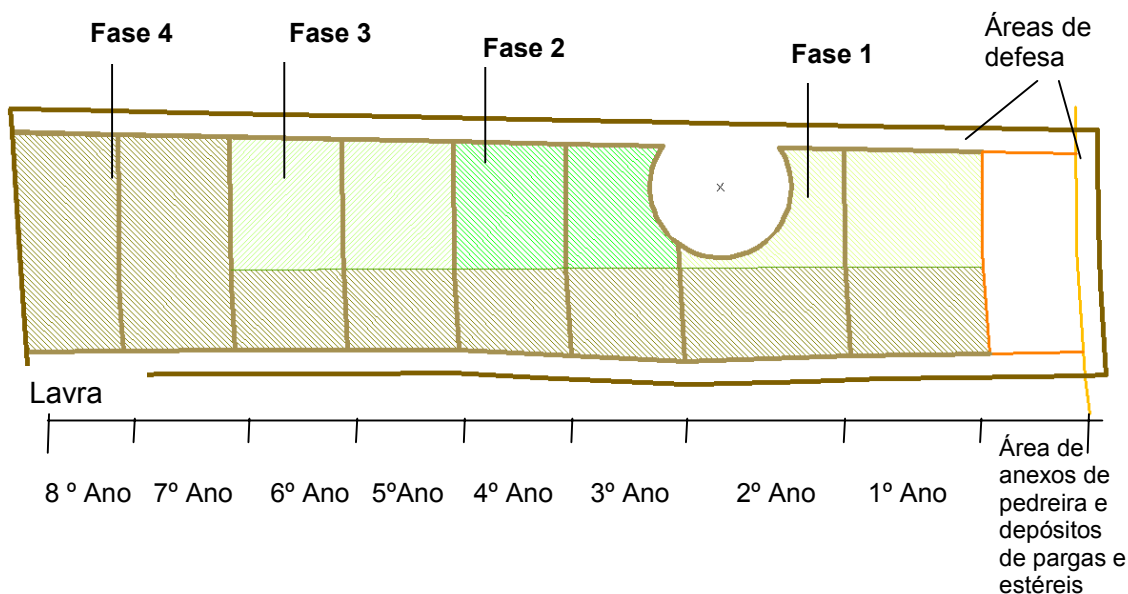 Fase 4
Fase 3
Fase 2
Fase 1
Áreas de
defesa
x
Lavra
8 º Ano
7º Ano
6º Ano
5ºAno
4º Ano
3º Ano
2º Ano
1º Ano
Área de
anexos de
pedreira e
depósitos
de pargas e
estéreis